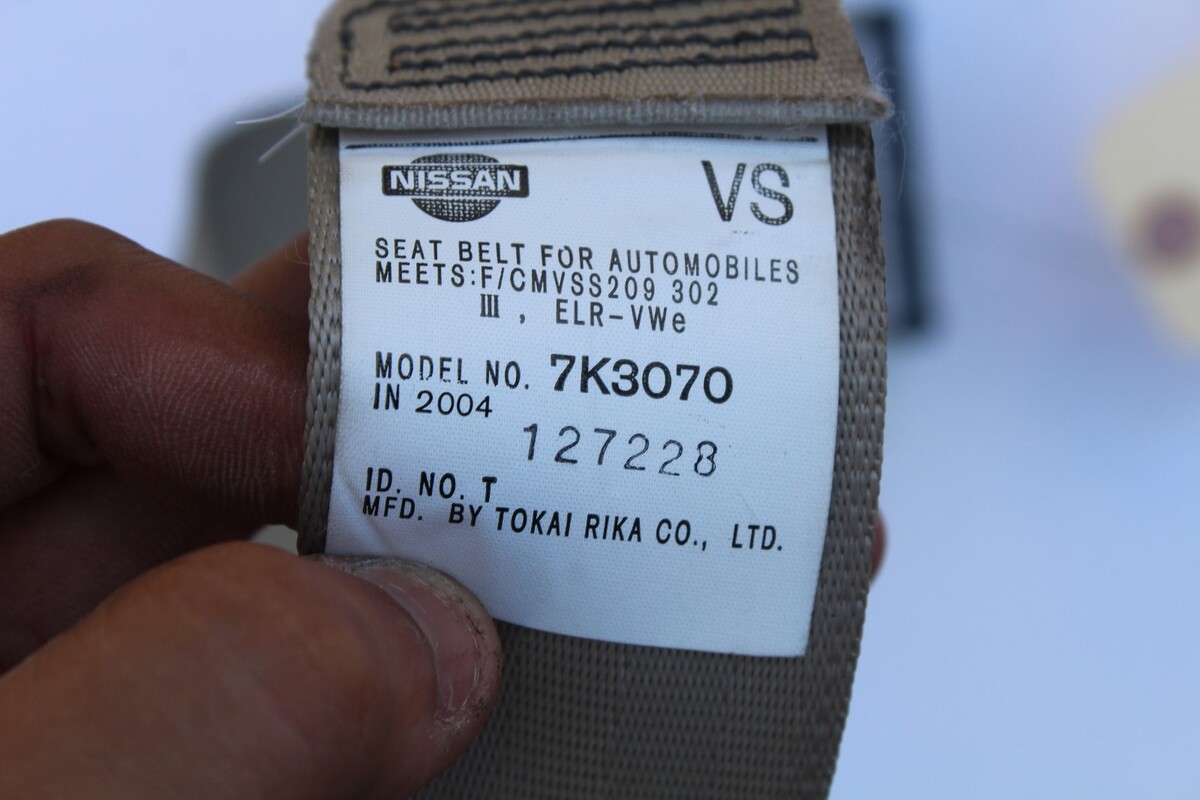 NISSAN VS
SEAT BELT FOR AUTOMOBILES
MEETS:F/CMVSS209 302
III , ELR-VWe
MODEL NO. 7K3070
IN 2004
127228
ID. NO. T
MFD. BY TOKAI RIKA CO., LTD.